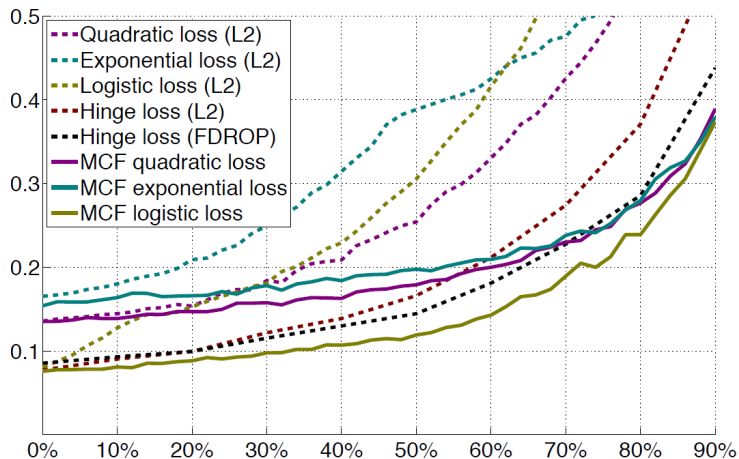 0.5
Quadratic loss (L2)
Exponential loss (L2)
Logistic loss (L2)
0.4
Hinge loss (L2)
Hinge loss (FDROP)
MCF quadratic loss
0.3
MCF exponential loss
MCF logistic loss
0.2
0.1
0% 10% 20% 30% 40% 50% 60% 70% 80% 90%